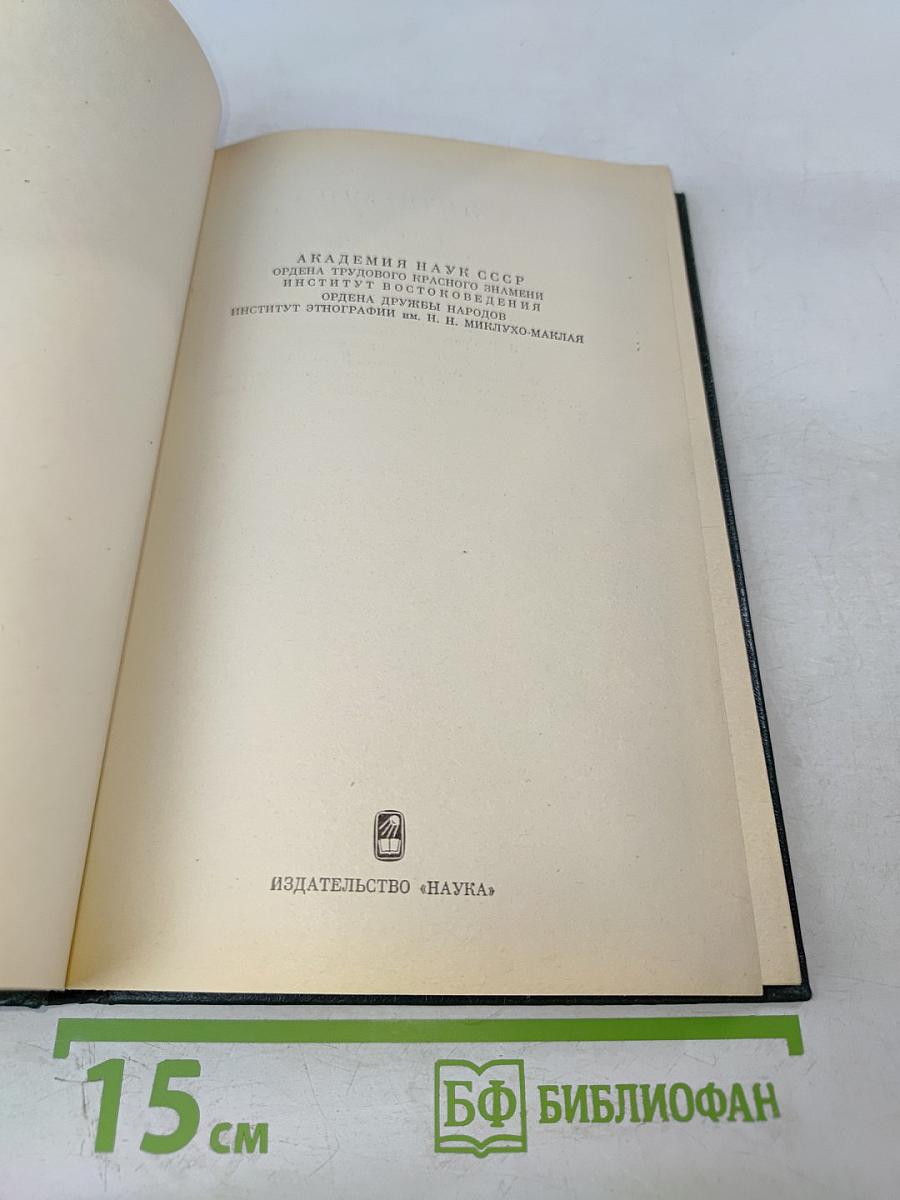 АКАДЕМИЯ НАУК СССР
ОРДЕНА ТРУДОВОГО КРАСНОГО ЗНАМЕНИ
ИНСТИТУТ ВОСТОКОВЕДЕНИЯ
ОРДЕНА ДРУЖБЫ НАРОДОВ
ИНСТИТУТ ЭТНОГРАФИИ им. Н. Н. МИКЛУХО-МАКЛАЯ
ИЗДАТЕЛЬСТВО «НАУКА»
15 см
БФ БИБЛИОФАН